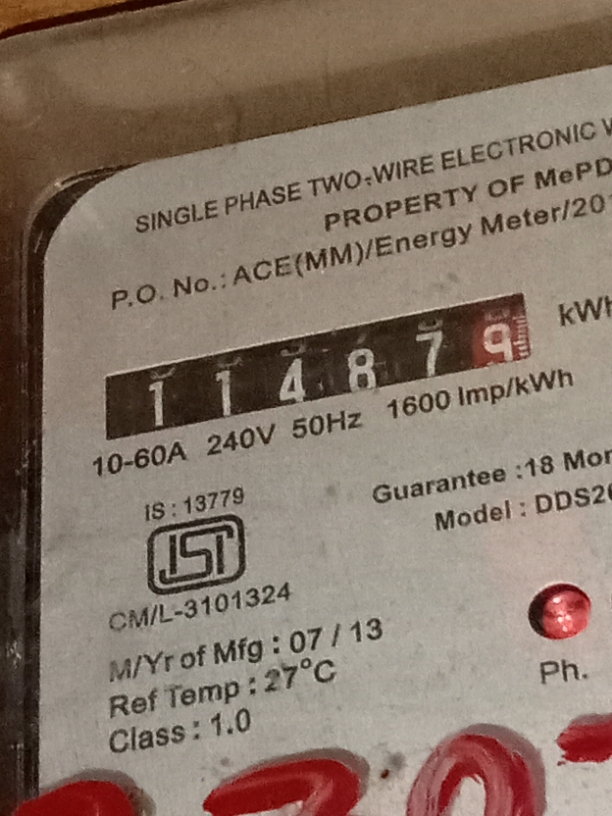 SINGLE PHASE TWO-WIRE ELECTRONIC
PROPERTY OF MePD
P.O. No.: ACE(MM)/Energy Meter/20
1 1 4 8 7 9 kWh
10-60A 240V 50Hz 1600 Imp/kWh
IS : 13779
ISI
CM/L-3101324
Guarantee :18 Mon
Model : DDS2
M/Yr of Mfg : 07 / 13
Ref Temp : 27°C
Class : 1.0
Ph.